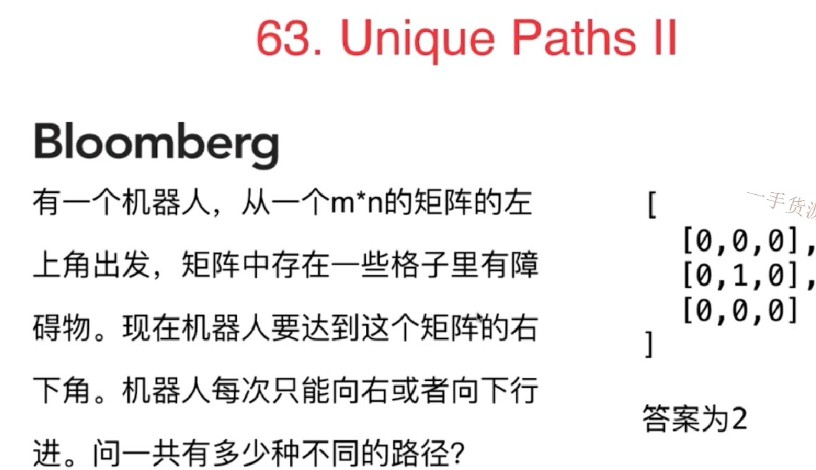 63. Unique Paths II
Bloomberg
有一个机器人，从一个m*n的矩阵的左
上角出发，矩阵中存在一些格子里有障
碍物。现在机器人要达到这个矩阵的右
下角。机器人每次只能向右或者向下行
进。问一共有多少种不同的路径？
[
[0,0,0],
[0,1,0],
[0,0,0]
]
答案为2
一手货源